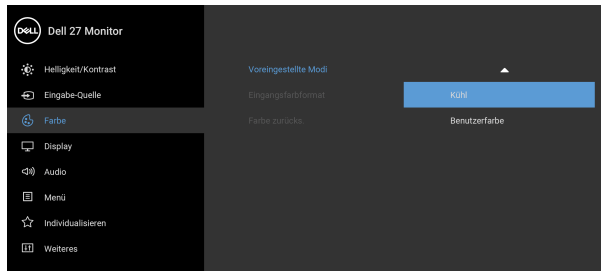 DELL Dell 27 Monitor
Helligkeit/Kontrast
Eingabe-Quelle
Farbe
Display
Audio
Menü
Individualisieren
Weiteres
Voreingestellte Modi
Eingangsfarbformat
Kühl
Farbe zurücks.
Benutzerfarbe